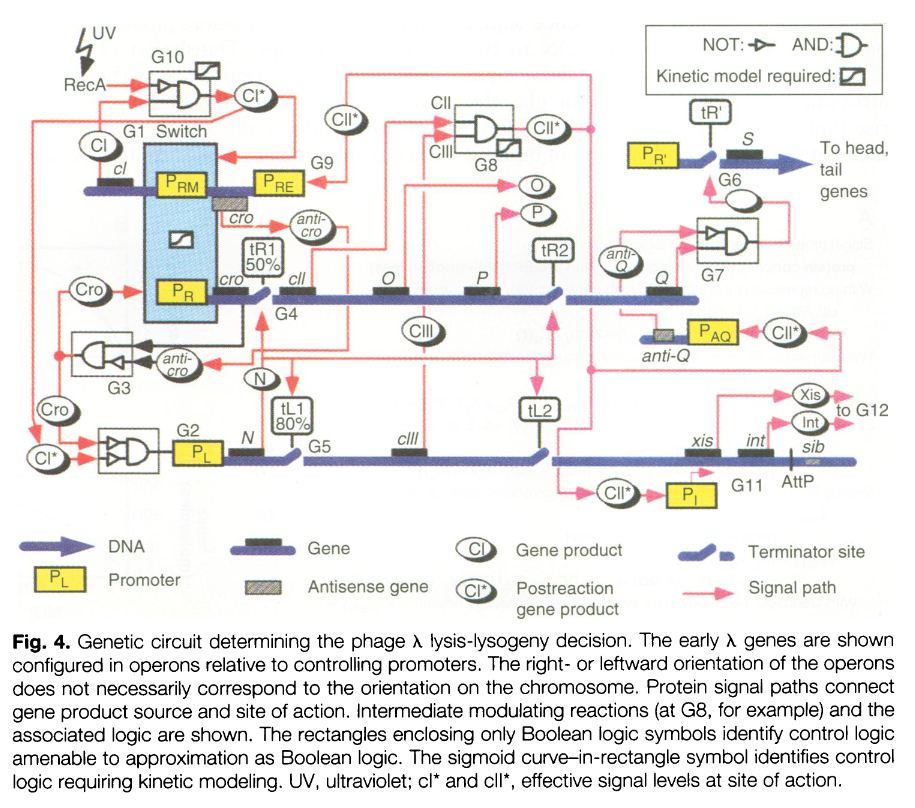 UV
G10
NOT:
AND:
Kinetic model required:
RecA
CI*
CII*
CII
CIII
CII*
G8
tR'
S
PR'
G6
To head,
tail
genes
CI
G1
Switch
cI
PRM
PRE
G9
cro
anti-
cro
O
P
anti-
Q
G7
tR1
50%
tR2
Cro
PR
cro
cII
O
P
Q
G4
CIII
anti-Q
PAQ
CII*
G3
anti-
cro
N
Cro
tL1
80%
tL2
Xis
to G12
Int
CI*
G2
PL
N
G5
cIII
xis
int
sib
CII*
PI
G11
AttP
DNA
Gene
CI
Gene product
Terminator site
PL
Promoter
Antisense gene
CI*
Postreaction
gene product
Signal path
Fig. 4. Genetic circuit determining the phage λ lysis-lysogeny decision. The early λ genes are shown
configured in operons relative to controlling promoters. The right- or leftward orientation of the operons
does not necessarily correspond to the orientation on the chromosome. Protein signal paths connect
gene product source and site of action. Intermediate modulating reactions (at G8, for example) and the
associated logic are shown. The rectangles enclosing only Boolean logic symbols identify control logic
amenable to approximation as Boolean logic. The sigmoid curve–in-rectangle symbol identifies control
logic requiring kinetic modeling. UV, ultraviolet; cI* and cII*, effective signal levels at site of action.